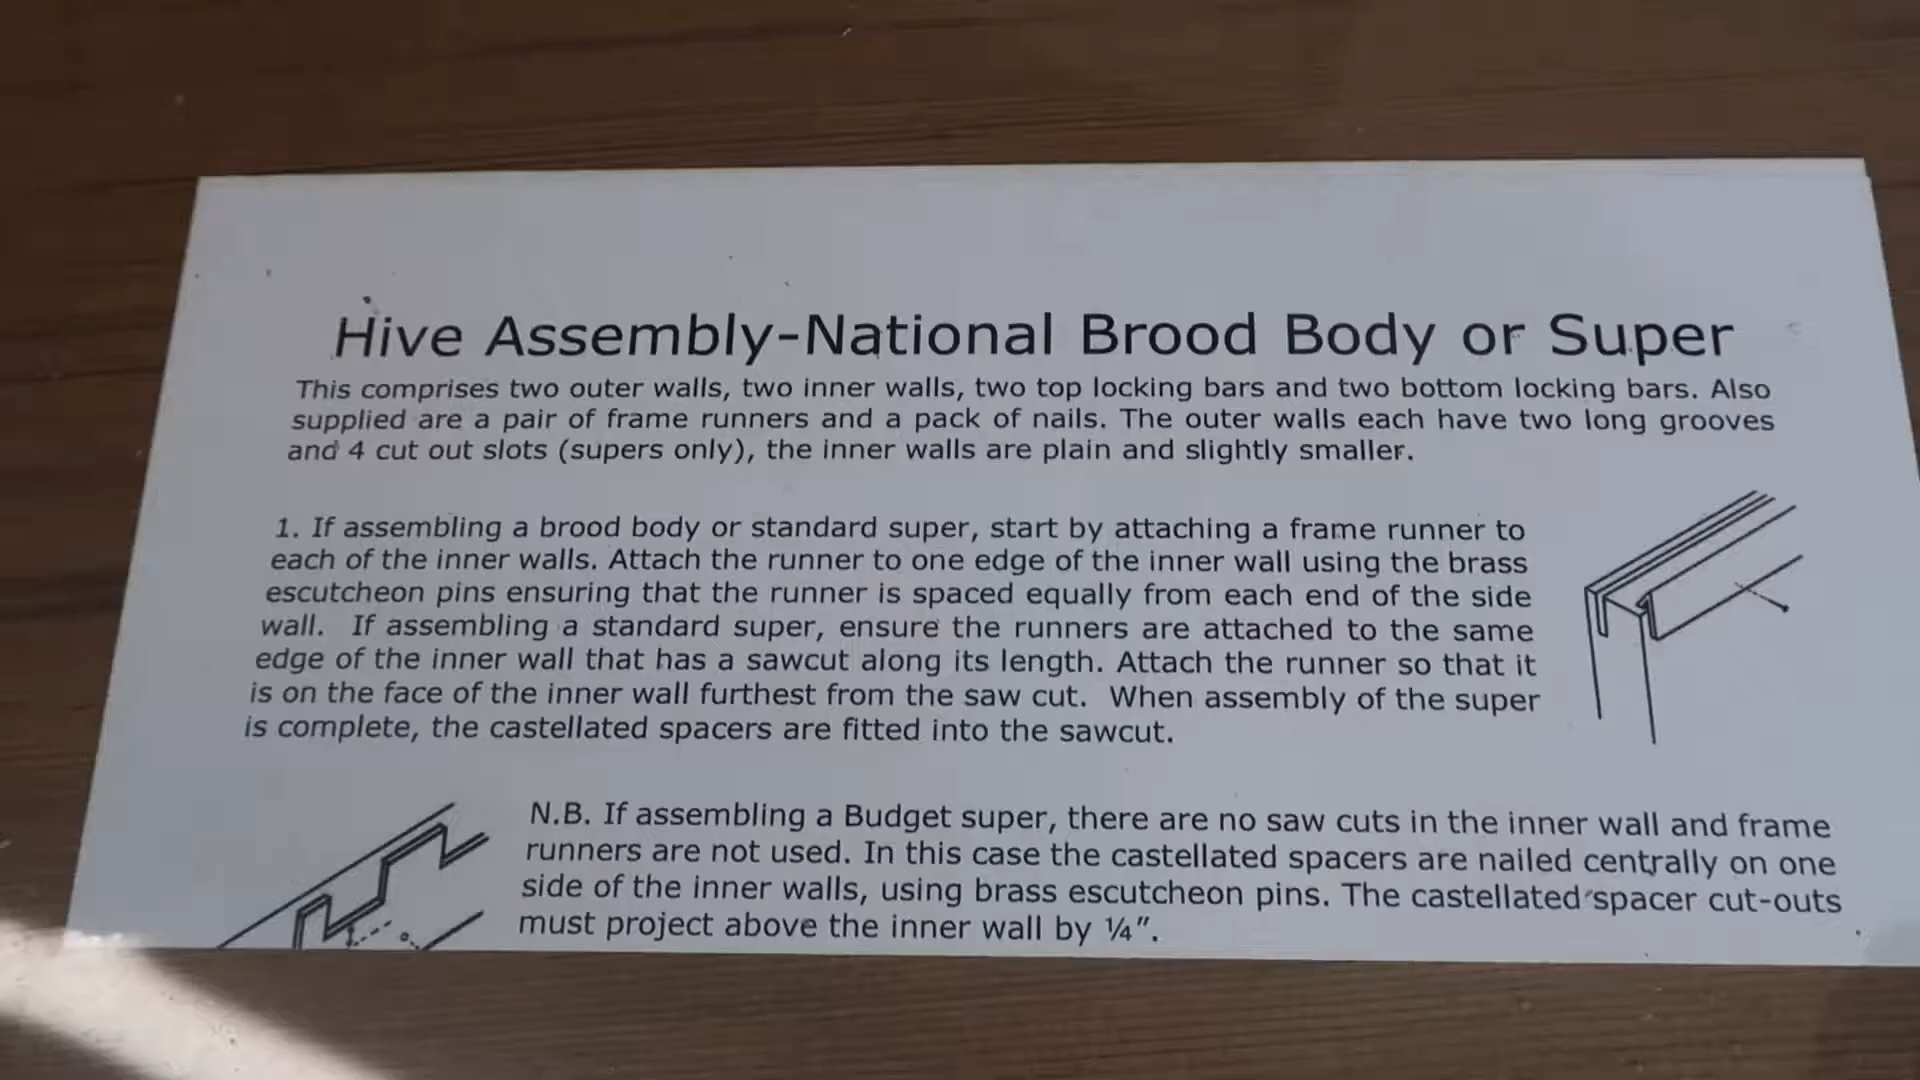 Hive Assembly-National Brood Body or Super
This comprises two outer walls, two inner walls, two top locking bars and two bottom locking bars. Also
supplied are a pair of frame runners and a pack of nails. The outer walls each have two long grooves
and 4 cut out slots (supers only), the inner walls are plain and slightly smaller.
1. If assembling a brood body or standard super, start by attaching a frame runner to
each of the inner walls. Attach the runner to one edge of the inner wall using the brass
escutcheon pins ensuring that the runner is spaced equally from each end of the side
wall. If assembling a standard super, ensure the runners are attached to the same
edge of the inner wall that has a sawcut along its length. Attach the runner so that it
is on the face of the inner wall furthest from the saw cut. When assembly of the super
is complete, the castellated spacers are fitted into the sawcut.
N.B. If assembling a Budget super, there are no saw cuts in the inner wall and frame
runners are not used. In this case the castellated spacers are nailed centrally on one
side of the inner walls, using brass escutcheon pins. The castellated spacer cut-outs
must project above the inner wall by ¼”.